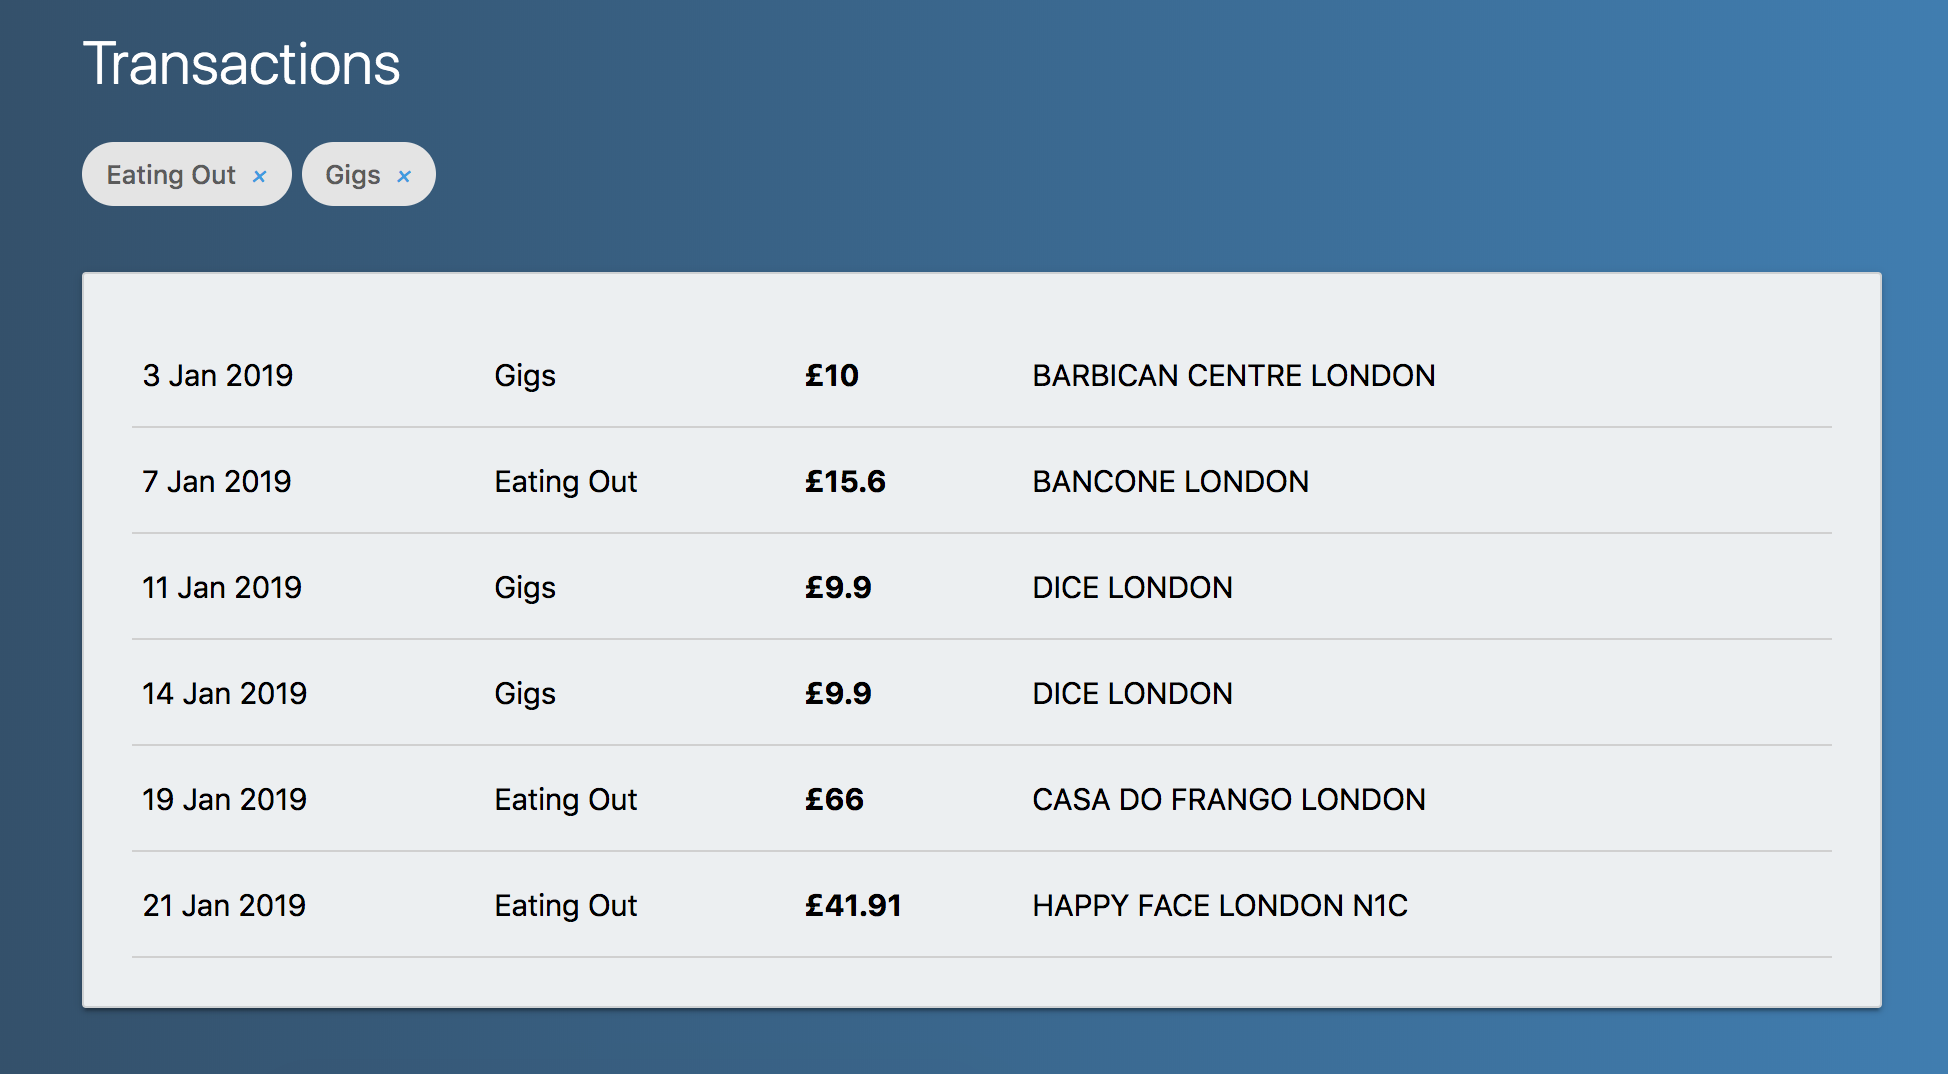 Transactions
Eating Out × Gigs ×
3 Jan 2019 Gigs £10 BARBICAN CENTRE LONDON
7 Jan 2019 Eating Out £15.6 BANCONE LONDON
11 Jan 2019 Gigs £9.9 DICE LONDON
14 Jan 2019 Gigs £9.9 DICE LONDON
19 Jan 2019 Eating Out £66 CASA DO FRANGO LONDON
21 Jan 2019 Eating Out £41.91 HAPPY FACE LONDON N1C